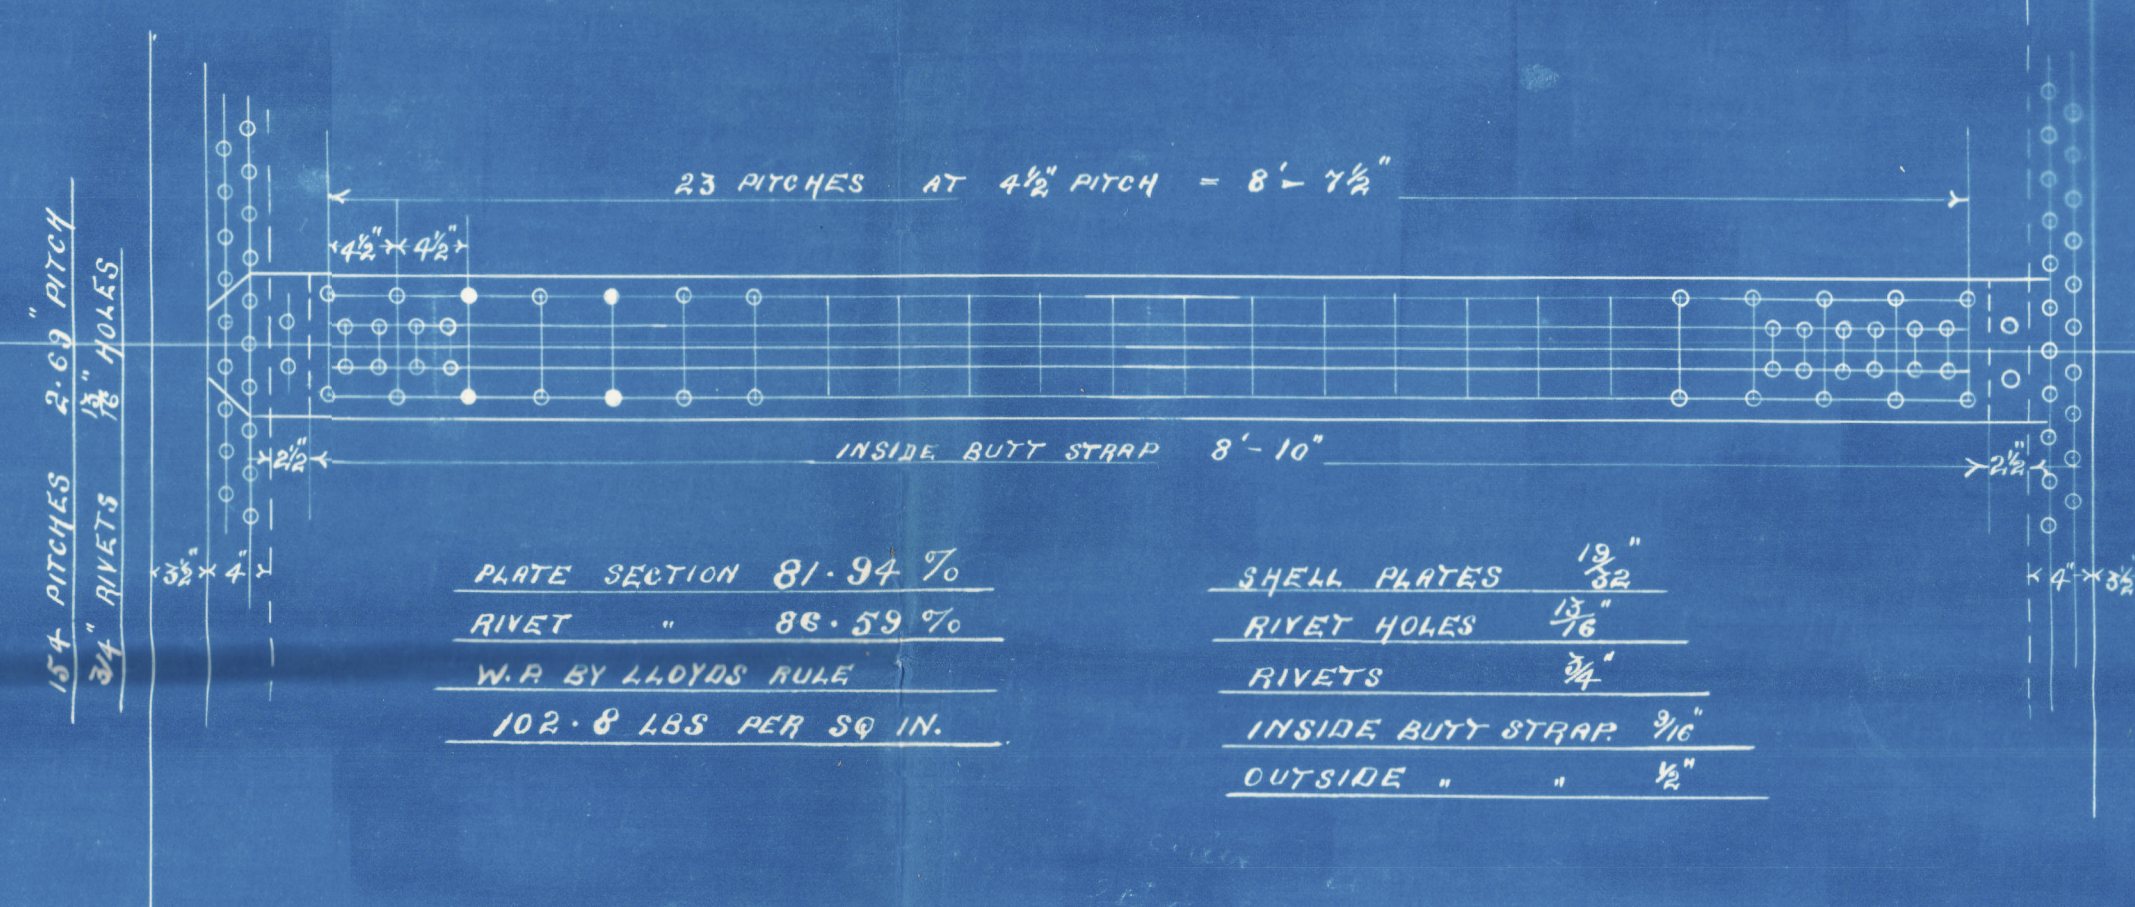 23 PITCHES AT 4½" PITCH = 8'- 7½"
4½" 4½"
154 PITCHES 2.69" PITCH
3/4" RIVETS 13/16" HOLES
INSIDE BUTT STRAP 8'-10"
2½"
2½"
3½" 4"
4" 3½
PLATE SECTION 81.94 %
RIVET " 86.59 %
W.P. BY LLOYDS RULE
102.8 LBS PER SQ IN.
SHELL PLATES 19/32"
RIVET HOLES 13/16"
RIVETS 3/4"
INSIDE BUTT STRAP. 9/16"
OUTSIDE " " ½"